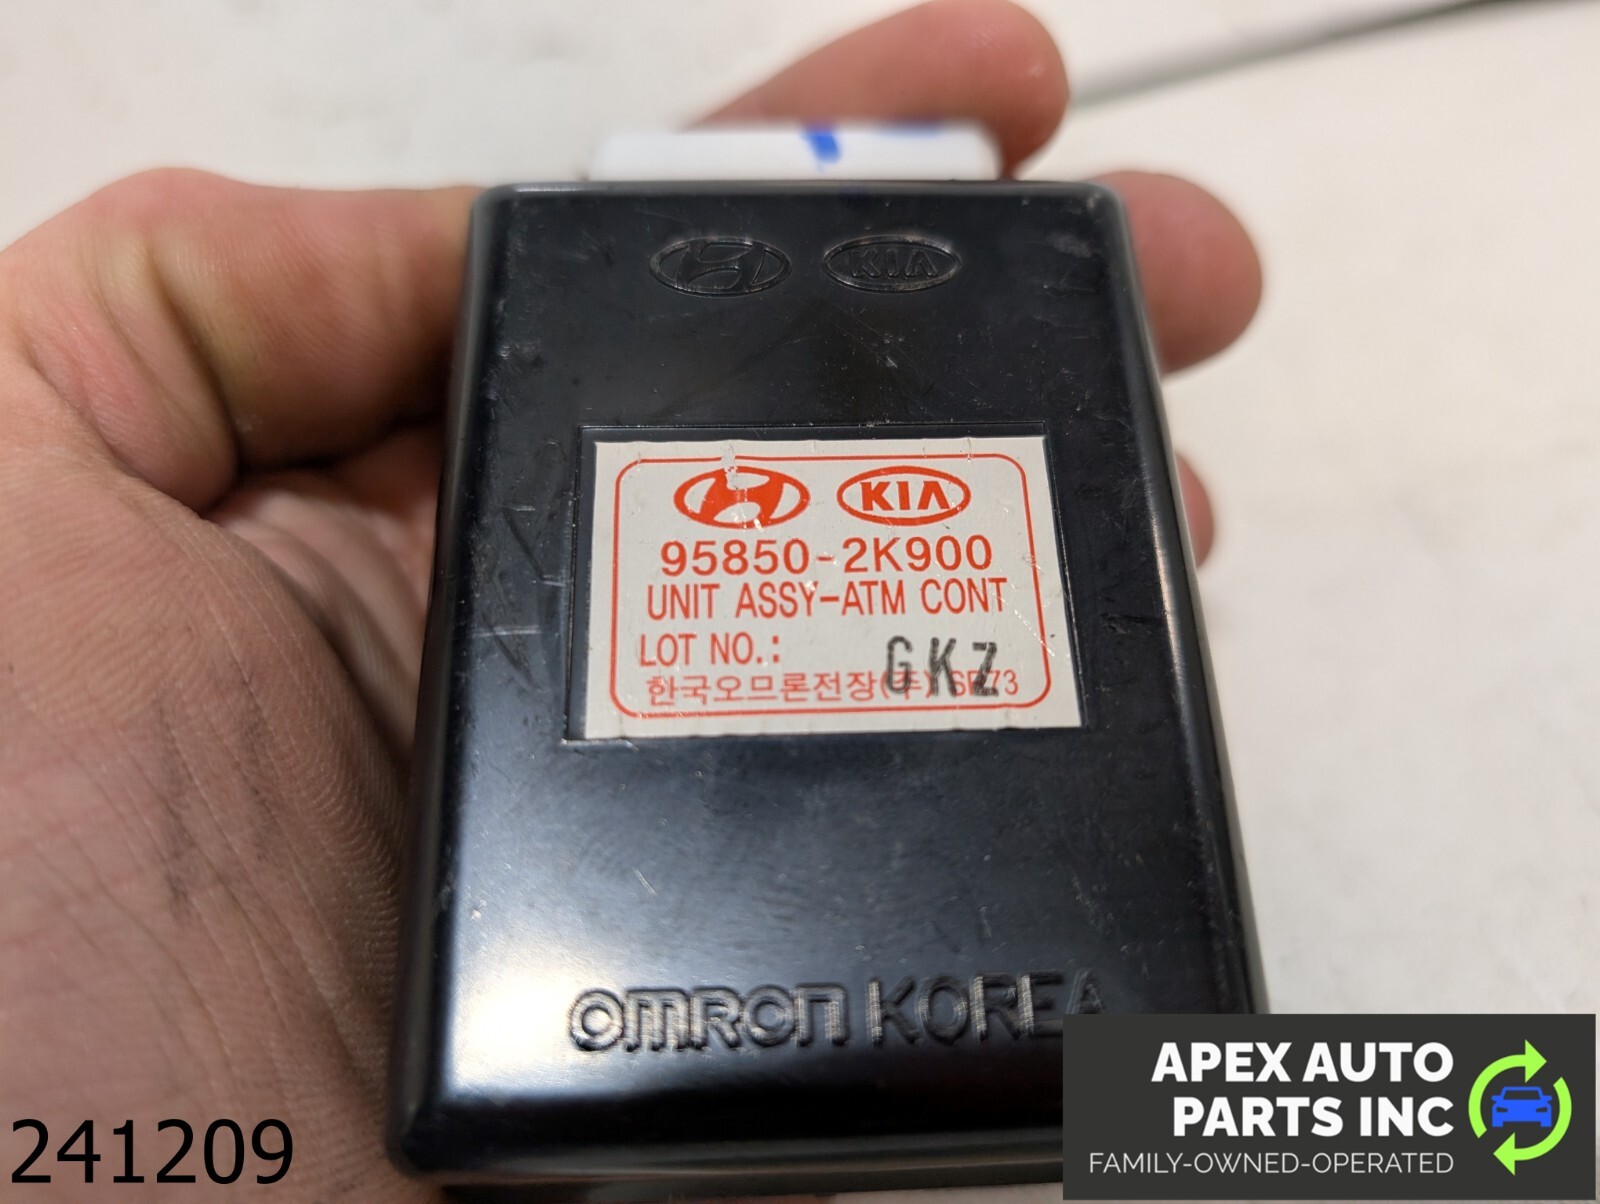 KIA
KIA
95850-2K900
UNIT ASSY-ATM CONT
LOT NO.: GKZ
한국오므론전장(주)
omron KOREA
241209
APEX AUTO
PARTS INC
FAMILY-OWNED-OPERATED